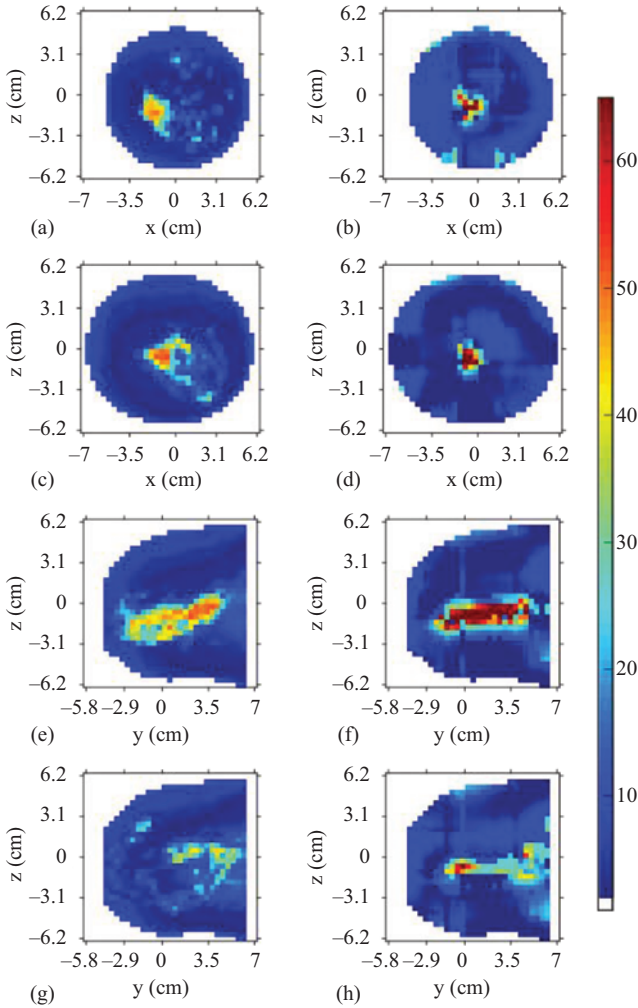 6.2 6.2
z (cm) 3.1 z (cm) 3.1
0 0
−3.1 −3.1
−6.2 −6.2
−7 −3.5 0 3.1 6.2 −7 −3.5 0 3.1 6.2
(a) x (cm) (b) x (cm)
6.2 6.2
z (cm) 3.1 z (cm) 3.1
0 0
−3.1 −3.1
−6.2 −6.2
−7 −3.5 0 3.1 6.2 −7 −3.5 0 3.1 6.2
(c) x (cm) (d) x (cm)
6.2 6.2
z (cm) 3.1 z (cm) 3.1
0 0
−3.1 −3.1
−6.2 −6.2
−5.8 −2.9 0 3.5 7 −5.8 −2.9 0 3.5 7
(e) y (cm) (f) y (cm)
6.2 6.2
z (cm) 3.1 z (cm) 3.1
0 0
−3.1 −3.1
−6.2 −6.2
−5.8 −2.9 0 3.5 7 −5.8 −2.9 0 3.5 7
(g) y (cm) (h) y (cm)
60
50
40
30
20
10